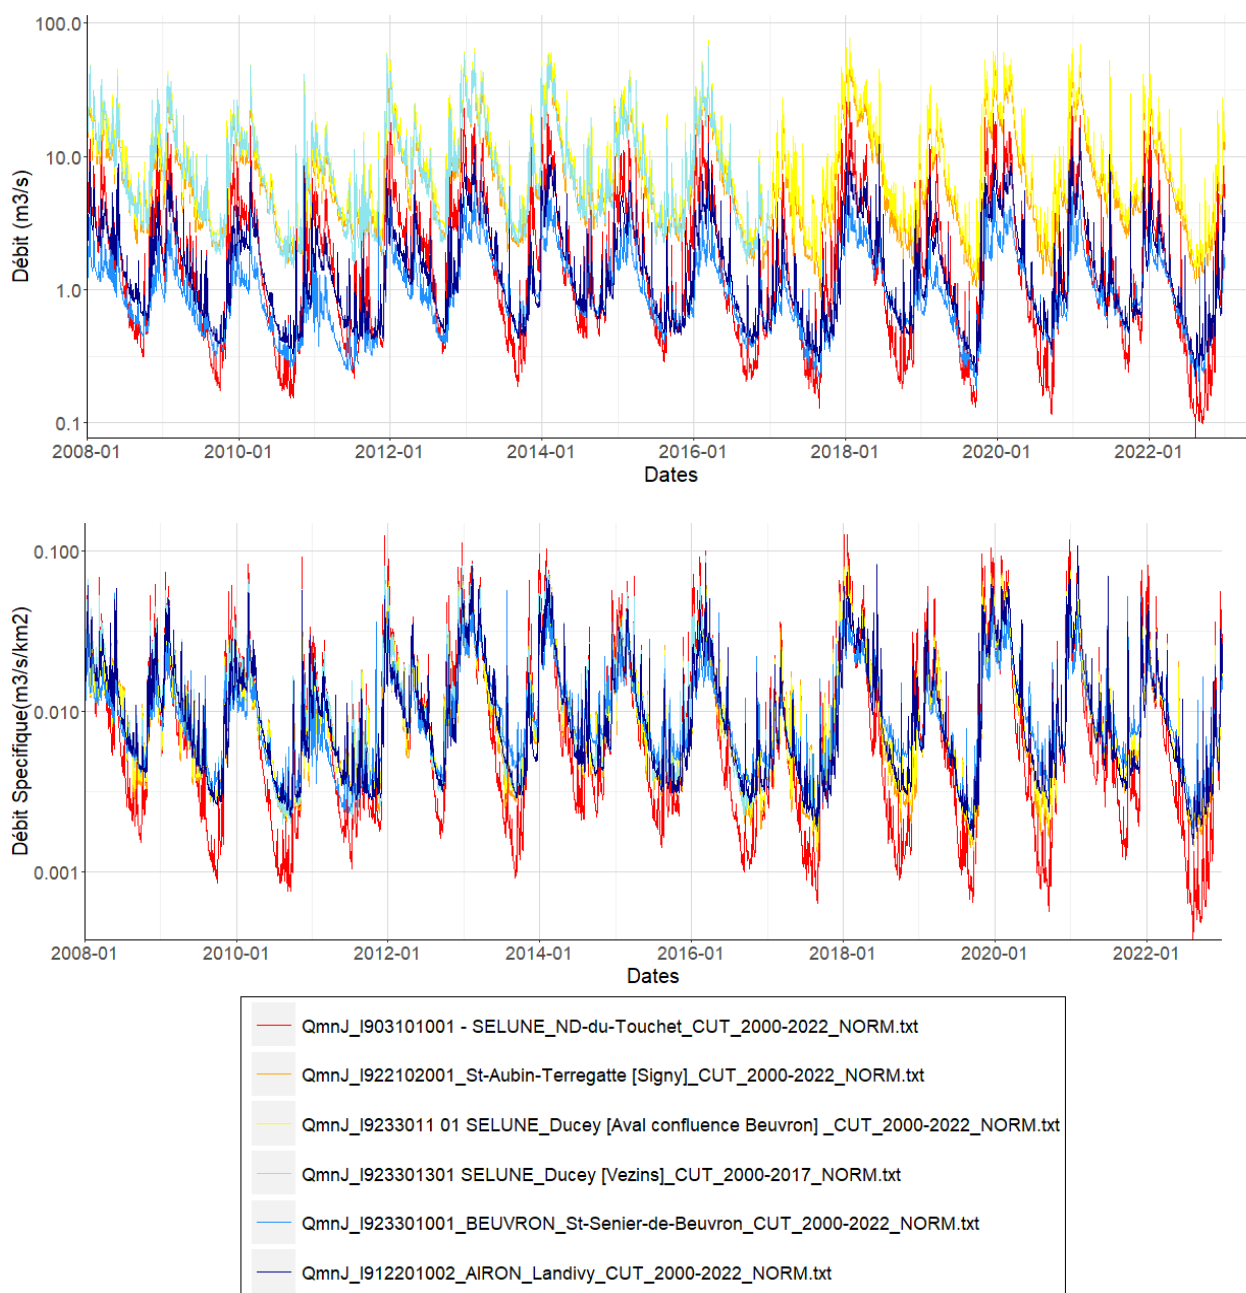 100.0
10.0
1.0
0.1
Débit (m3/s)
2008-01 2010-01 2012-01 2014-01 2016-01 2018-01 2020-01 2022-01
Dates
0.100
0.010
0.001
Débit Specifique(m3/s/km2)
2008-01 2010-01 2012-01 2014-01 2016-01 2018-01 2020-01 2022-01
Dates
QmnJ_I903101001 - SELUNE_ND-du-Touchet_CUT_2000-2022_NORM.txt
QmnJ_I922102001_St-Aubin-Terregatte [Signy]_CUT_2000-2022_NORM.txt
QmnJ_I9233011 01 SELUNE_Ducey [Aval confluence Beuvron] _CUT_2000-2022_NORM.txt
QmnJ_I923301301 SELUNE_Ducey [Vezins]_CUT_2000-2017_NORM.txt
QmnJ_I923301001_BEUVRON_St-Senier-de-Beuvron_CUT_2000-2022_NORM.txt
QmnJ_I912201002_AIRON_Landivy_CUT_2000-2022_NORM.txt